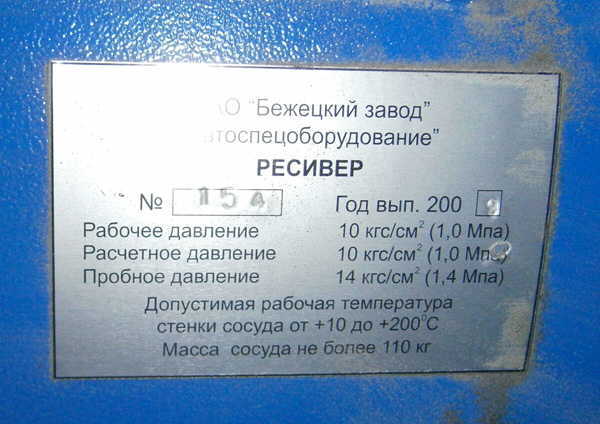 АО "Бежецкий завод"
втоспецоборудование"
РЕСИВЕР
№ 154 Год вып. 200
Рабочее давление 10 кгс/см² (1,0 Мпа)
Расчетное давление 10 кгс/см² (1,0 Мпа)
Пробное давление 14 кгс/см² (1,4 Мпа)
Допустимая рабочая температура
стенки сосуда от +10 до +200°С
Масса сосуда не более 110 кг